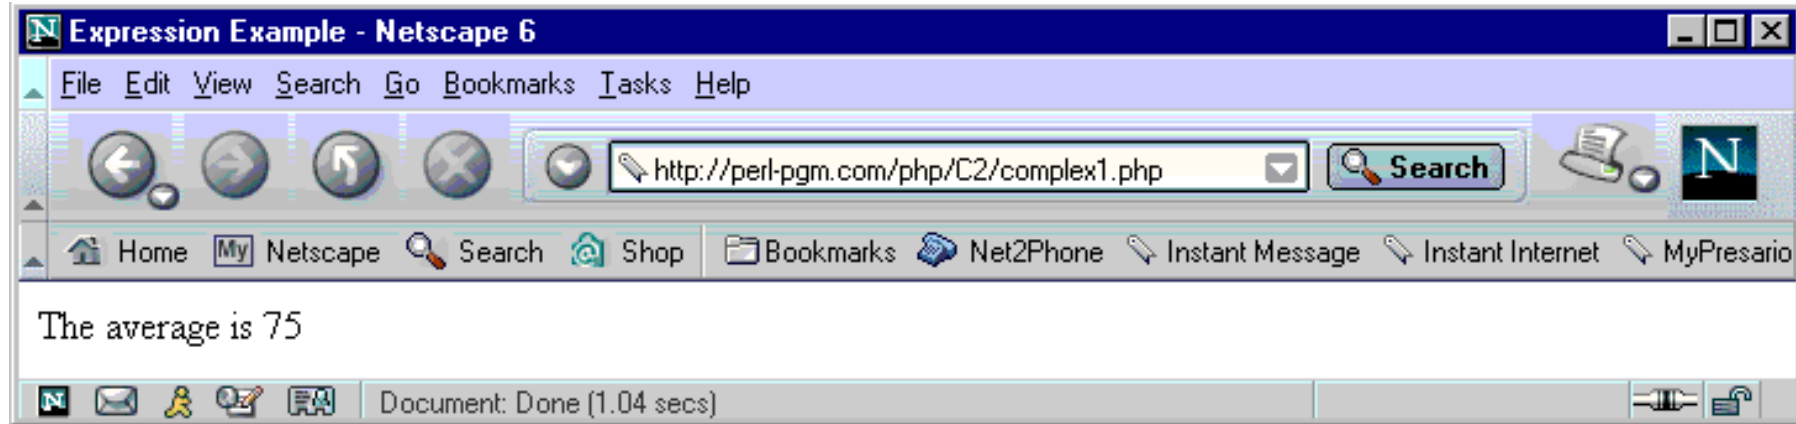 N Expression Example - Netscape 6
File Edit View Search Go Bookmarks Tasks Help
http://perl-pgm.com/php/C2/complex1.php Search N
Home My Netscape Search Shop Bookmarks Net2Phone Instant Message Instant Internet MyPresario
The average is 75
N Document: Done (1.04 secs)